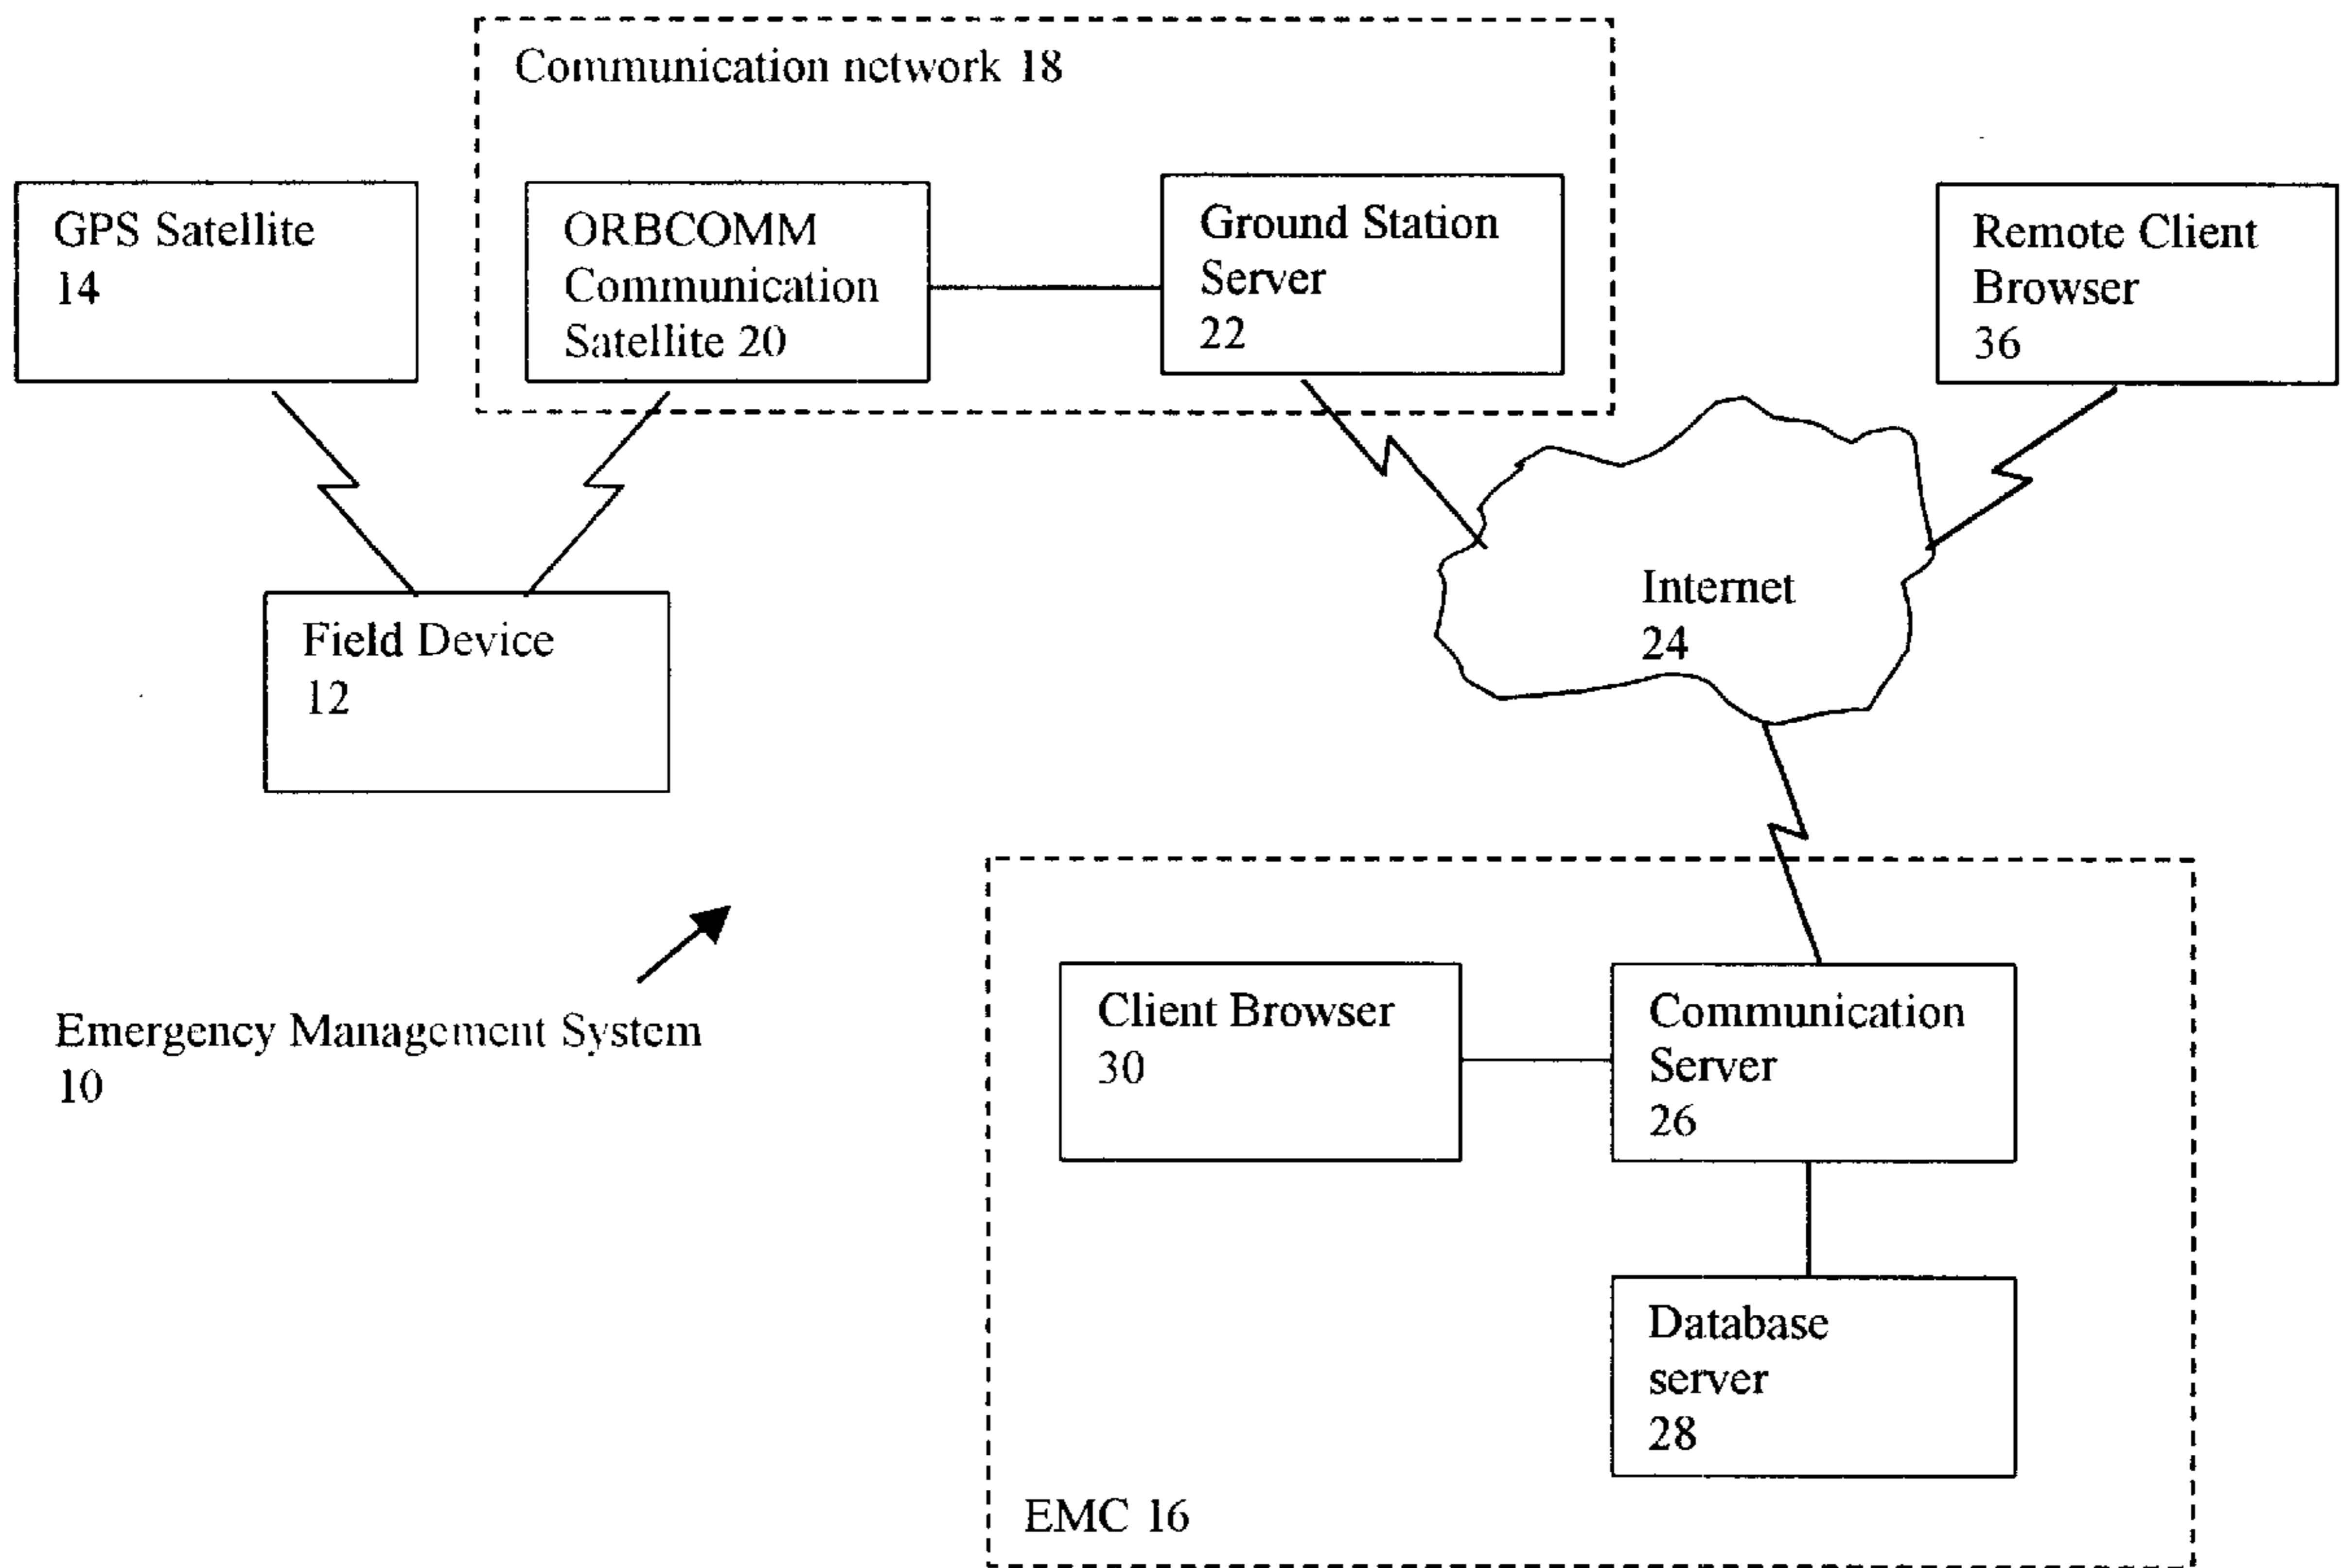 Communication network 18
GPS Satellite
14
ORBCOMM
Communication
Satellite 20
Ground Station
Server
22
Remote Client
Browser
36
Internet
24
Field Device
12
Emergency Management System
10
Client Browser
30
Communication
Server
26
Database
server
28
EMC 16